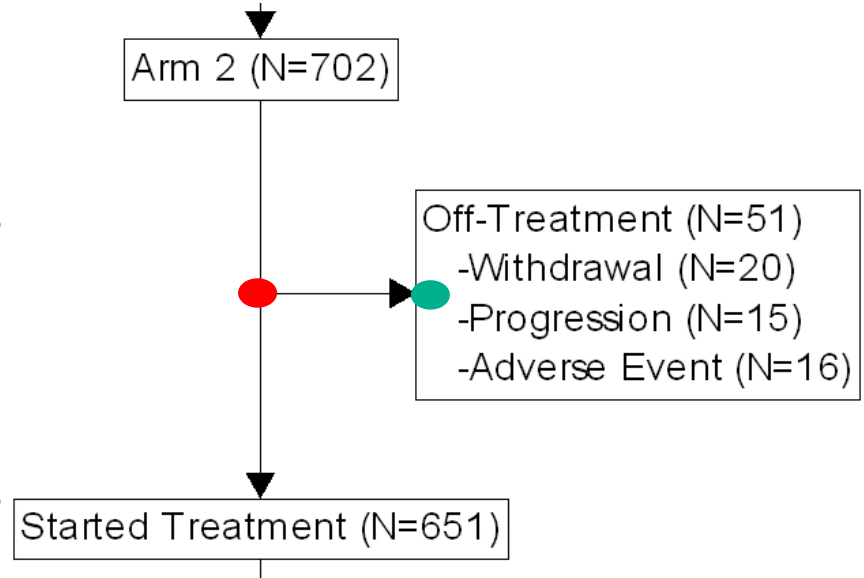 Arm 2 (N=702)
Off-Treatment (N=51)
-Withdrawal (N=20)
-Progression (N=15)
-Adverse Event (N=16)
Started Treatment (N=651)